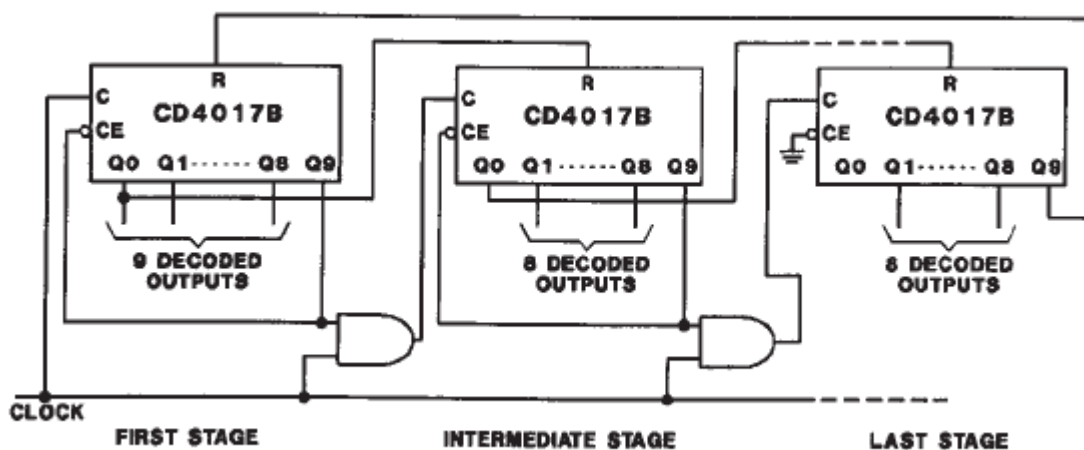 R R R
C CD4017B C CD4017B C CD4017B
CE CE CE
Q0 Q1 Q8 Q9 Q0 Q1 Q8 Q9 Q0 Q1 Q8 Q9
9 DECODED OUTPUTS
8 DECODED OUTPUTS
8 DECODED OUTPUTS
CLOCK
FIRST STAGE INTERMEDIATE STAGE LAST STAGE